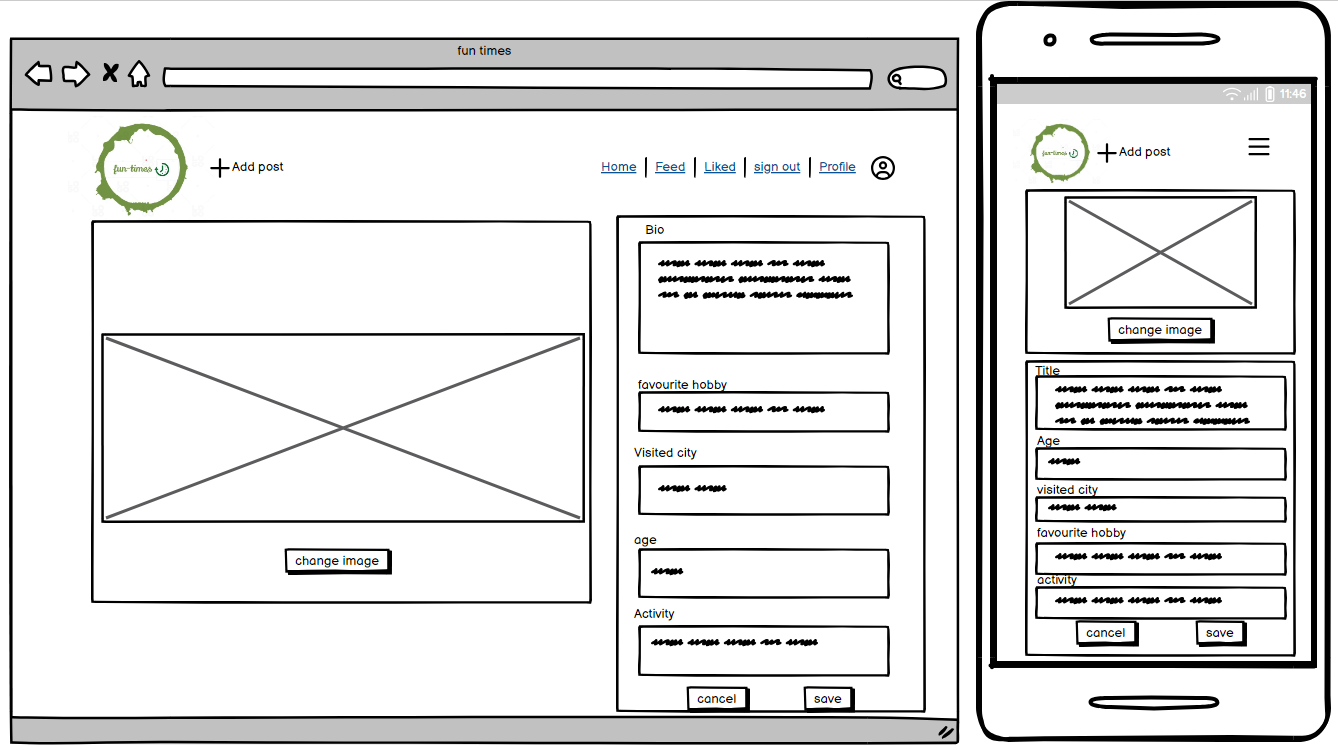 fun times
fun-times
Add post
Home
Feed
Liked
sign out
Profile
change image
Bio
favourite hobby
Visited city
age
Activity
cancel
save
11:46
fun-times
Add post
change image
Title
Age
visited city
favourite hobby
activity
cancel
save